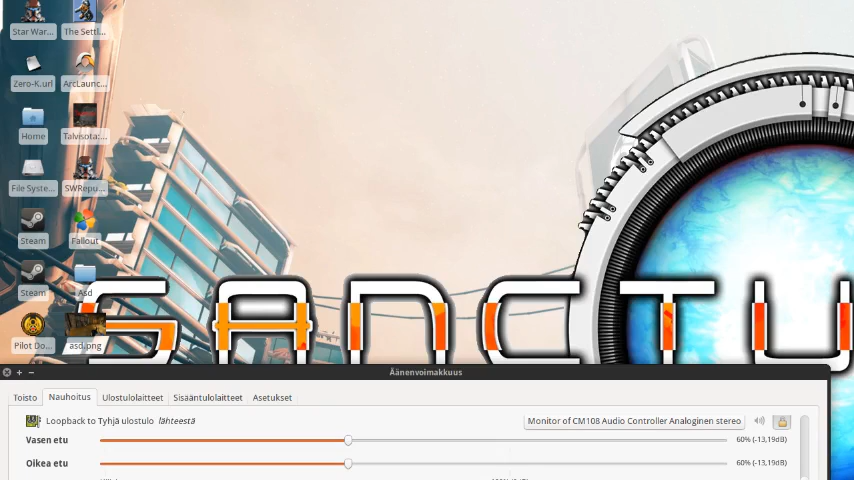 Star War... The Settl...
Zero-K.url ArcLaunc...
Home Talvisota:...
File Syste... SWRepu...
Steam Fallout
Steam Asd
SANCTU
Pilot Do... asd.png
Äänenvoimakkuus
Toisto Nauhoitus Ulostulolaitteet Sisääntulolaitteet Asetukset
Loopback to Tyhjä ulostulo lähteestä Monitor of CM108 Audio Controller Analoginen stereo
Vasen etu 60% (-13,19dB)
Oikea etu 60% (-13,19dB)